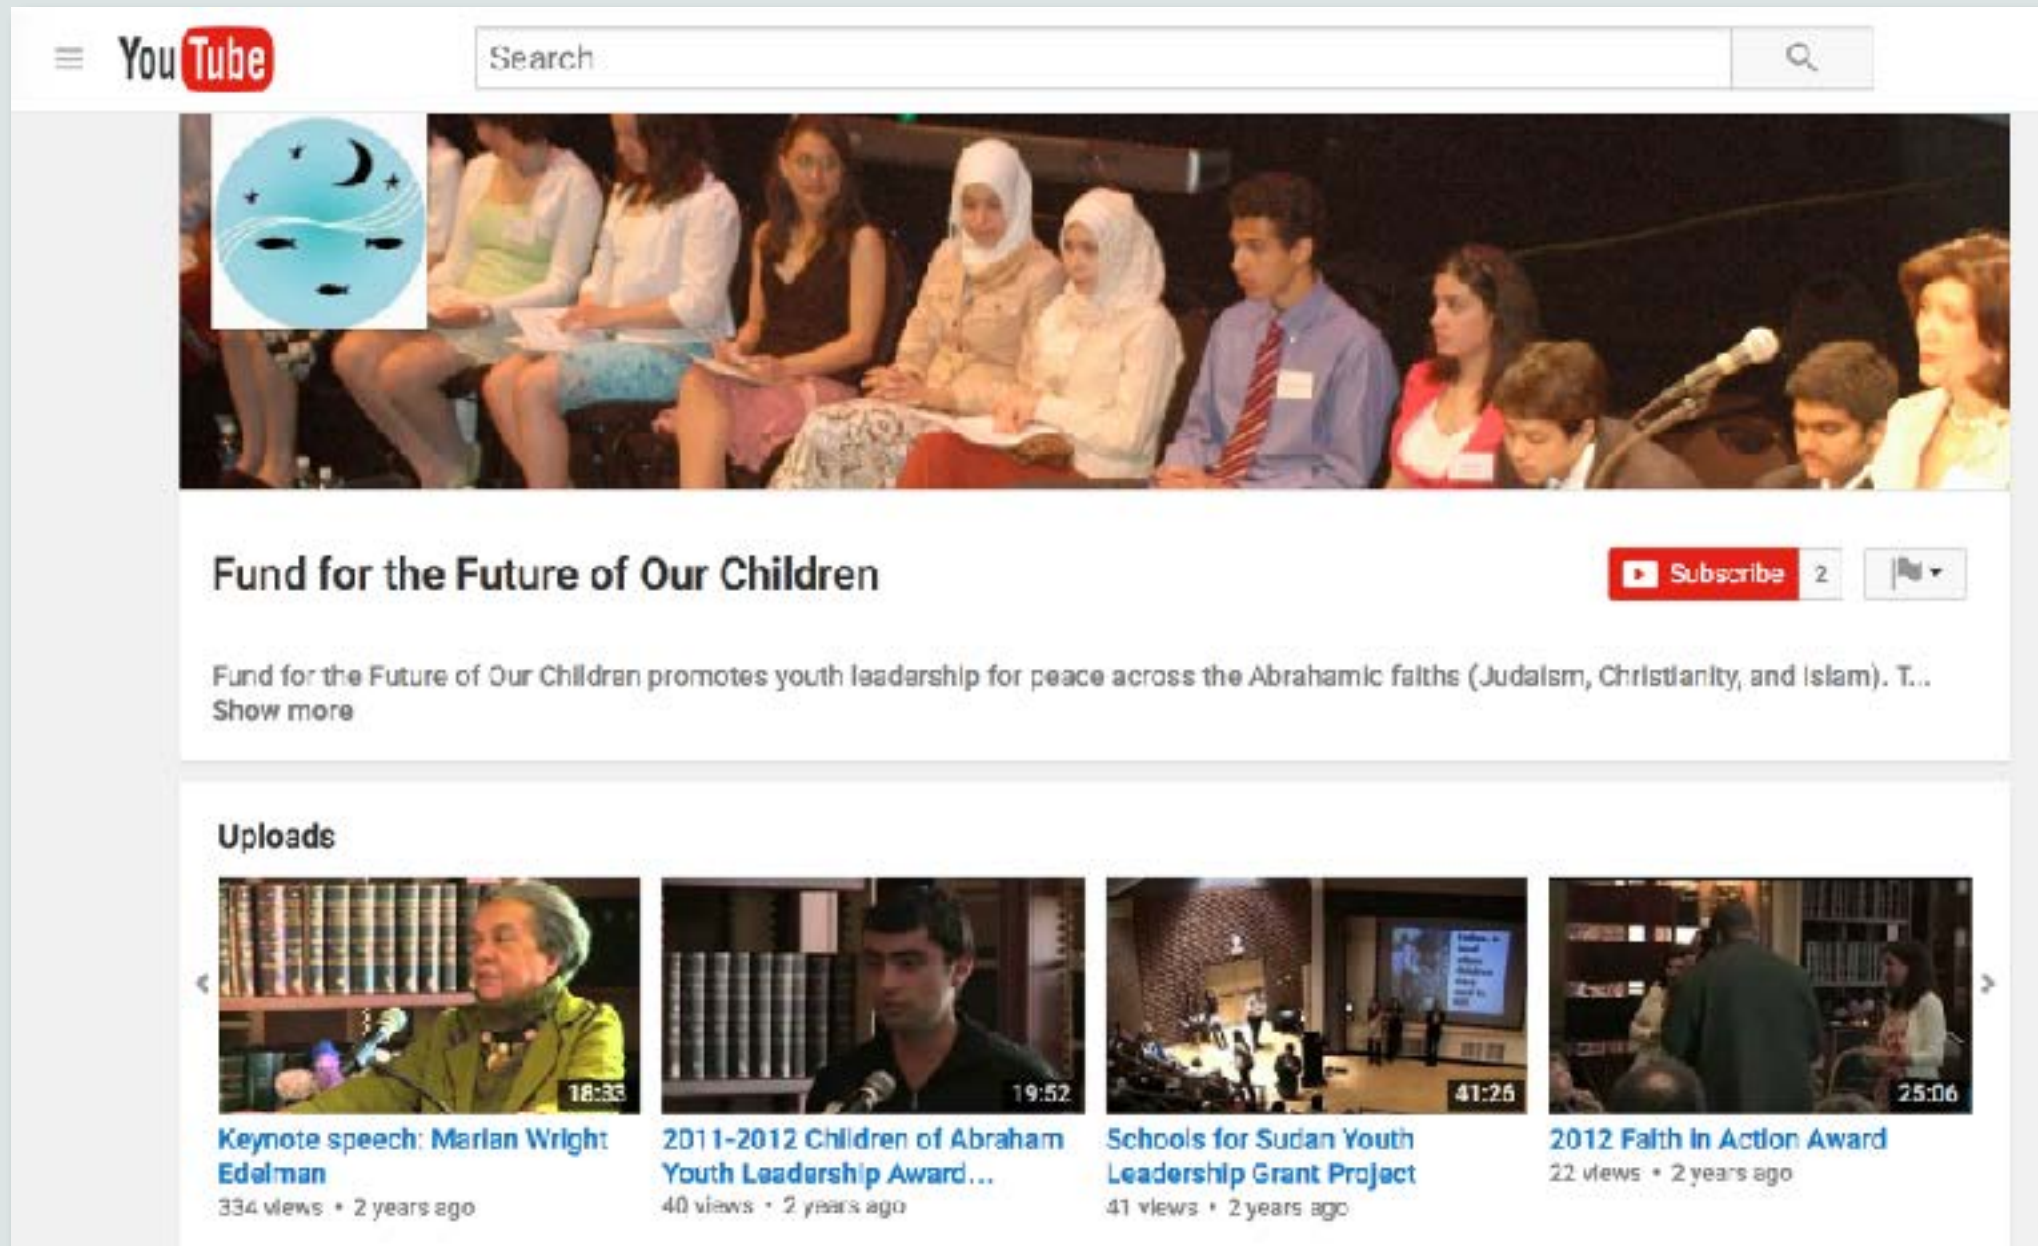 YouTube
Search
Fund for the Future of Our Children
Subscribe 2
Fund for the Future of Our Children promotes youth leadership for peace across the Abrahamic faiths (Judaism, Christianity, and Islam). T...
Show more
Uploads
18:33
19:52
41:26
25:06
Keynote speech: Marian Wright
Edelman
334 views • 2 years ago
2011-2012 Children of Abraham
Youth Leadership Award...
40 views • 2 years ago
Schools for Sudan Youth
Leadership Grant Project
41 views • 2 years ago
2012 Faith in Action Award
22 views • 2 years ago